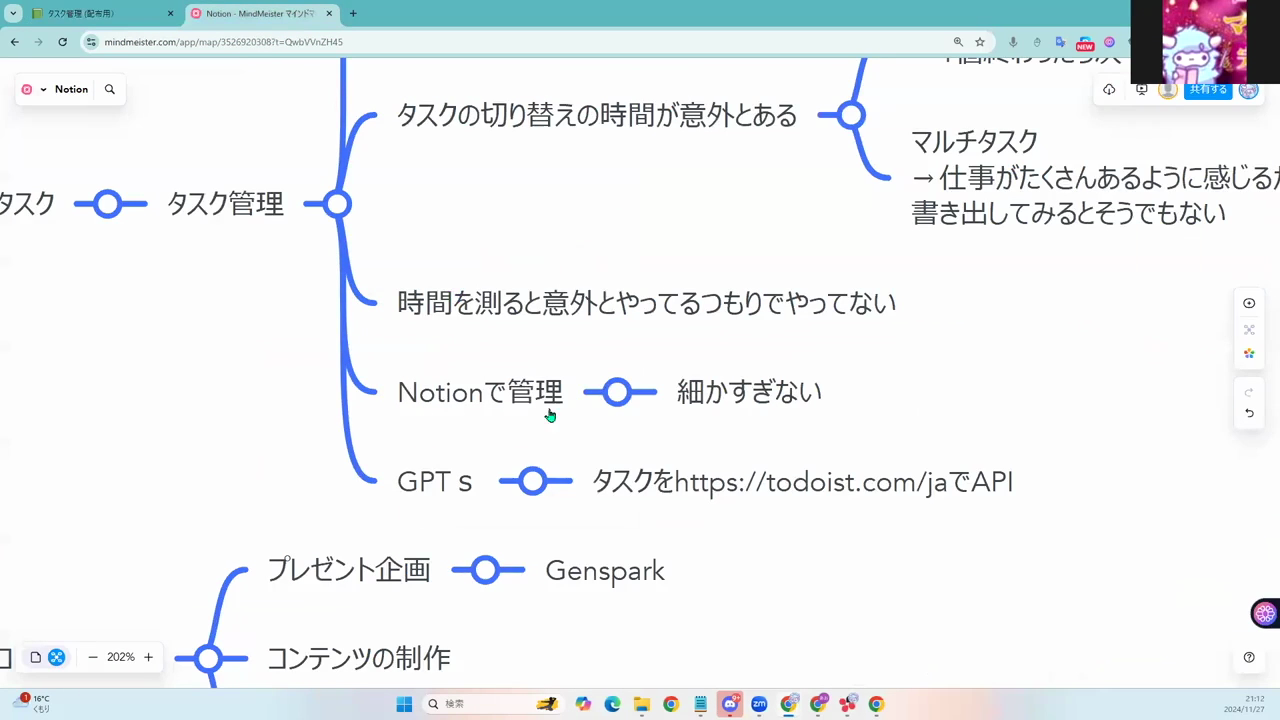 タスク管理 (配布用)
Notion - MindMeister マインドマ
mindmeister.com/app/map/3526920308?t=QwbVVnZH45
NEW
Notion
共有する
タスクの切り替えの時間が意外とある
マルチタスク
→ 仕事がたくさんあるように感じるか
書き出してみるとそうでもない
タスク
タスク管理
時間を測ると意外とやってるつもりでやってない
Notionで管理
細かすぎない
GPT s
タスクをhttps://todoist.com/jaでAPI
プレゼント企画
Genspark
コンテンツの制作
202%
16°C
くもり
検索
21:12
2024/11/27